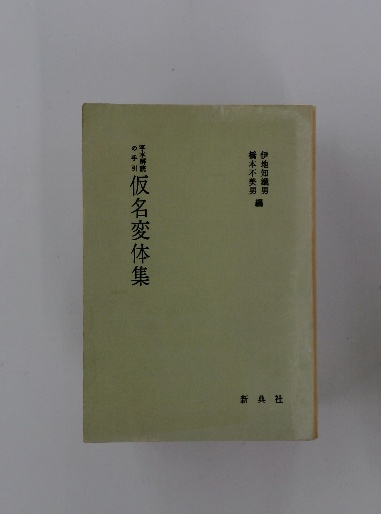 伊地知鐵男
橋本不美男 編
写本解読
の手引
仮名変体集
新典社